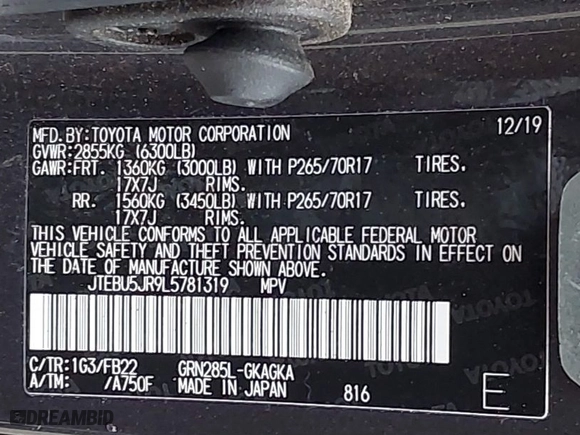 MFD.BY:TOYOTA MOTOR CORPORATION 12/19
GVWR:2855KG (6300LB)
GAWR:FRT. 1360KG (3000LB) WITH P265/70R17 TIRES.
17X7J RIMS.
RR. 1560KG (3450LB) WITH P265/70R17 TIRES.
17X7J RIMS.
THIS VEHICLE CONFORMS TO ALL APPLICABLE FEDERAL MOTOR
VEHICLE SAFETY AND THEFT PREVENTION STANDARDS IN EFFECT ON
THE DATE OF MANUFACTURE SHOWN ABOVE.
JTEBU5JR9L5781319 MPV
C/TR:1G3/FB22 GRN285L-GKAGKA
A/TM: /A750F MADE IN JAPAN 816 E
DREAMBID